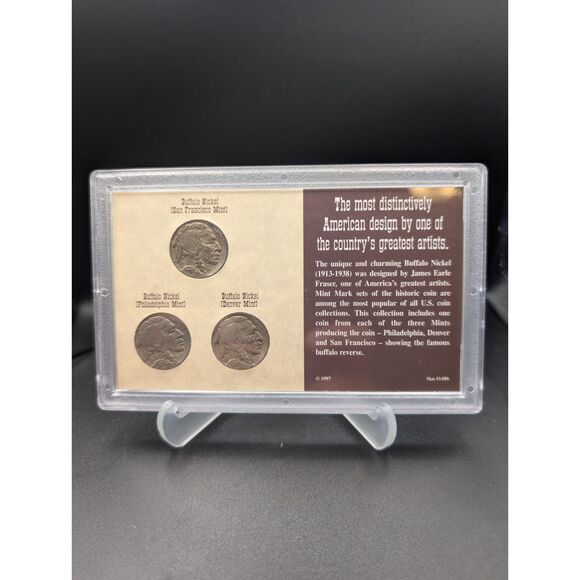 Buffalo Nickel
(San Francisco Mint)
Buffalo Nickel
(Philadelphia Mint)
Buffalo Nickel
(Denver Mint)
The most distinctively
American design by one of
the country's greatest artists.
The unique and charming Buffalo Nickel
(1913-1938) was designed by James Earle
Fraser, one of America's greatest artists.
Mint Mark sets of the historic coin are
among the most popular of all U.S. coin
collections. This collection includes one
coin from each of the three Mints
producing the coin – Philadelphia, Denver
and San Francisco – showing the famous
buffalo reverse.
© 1997